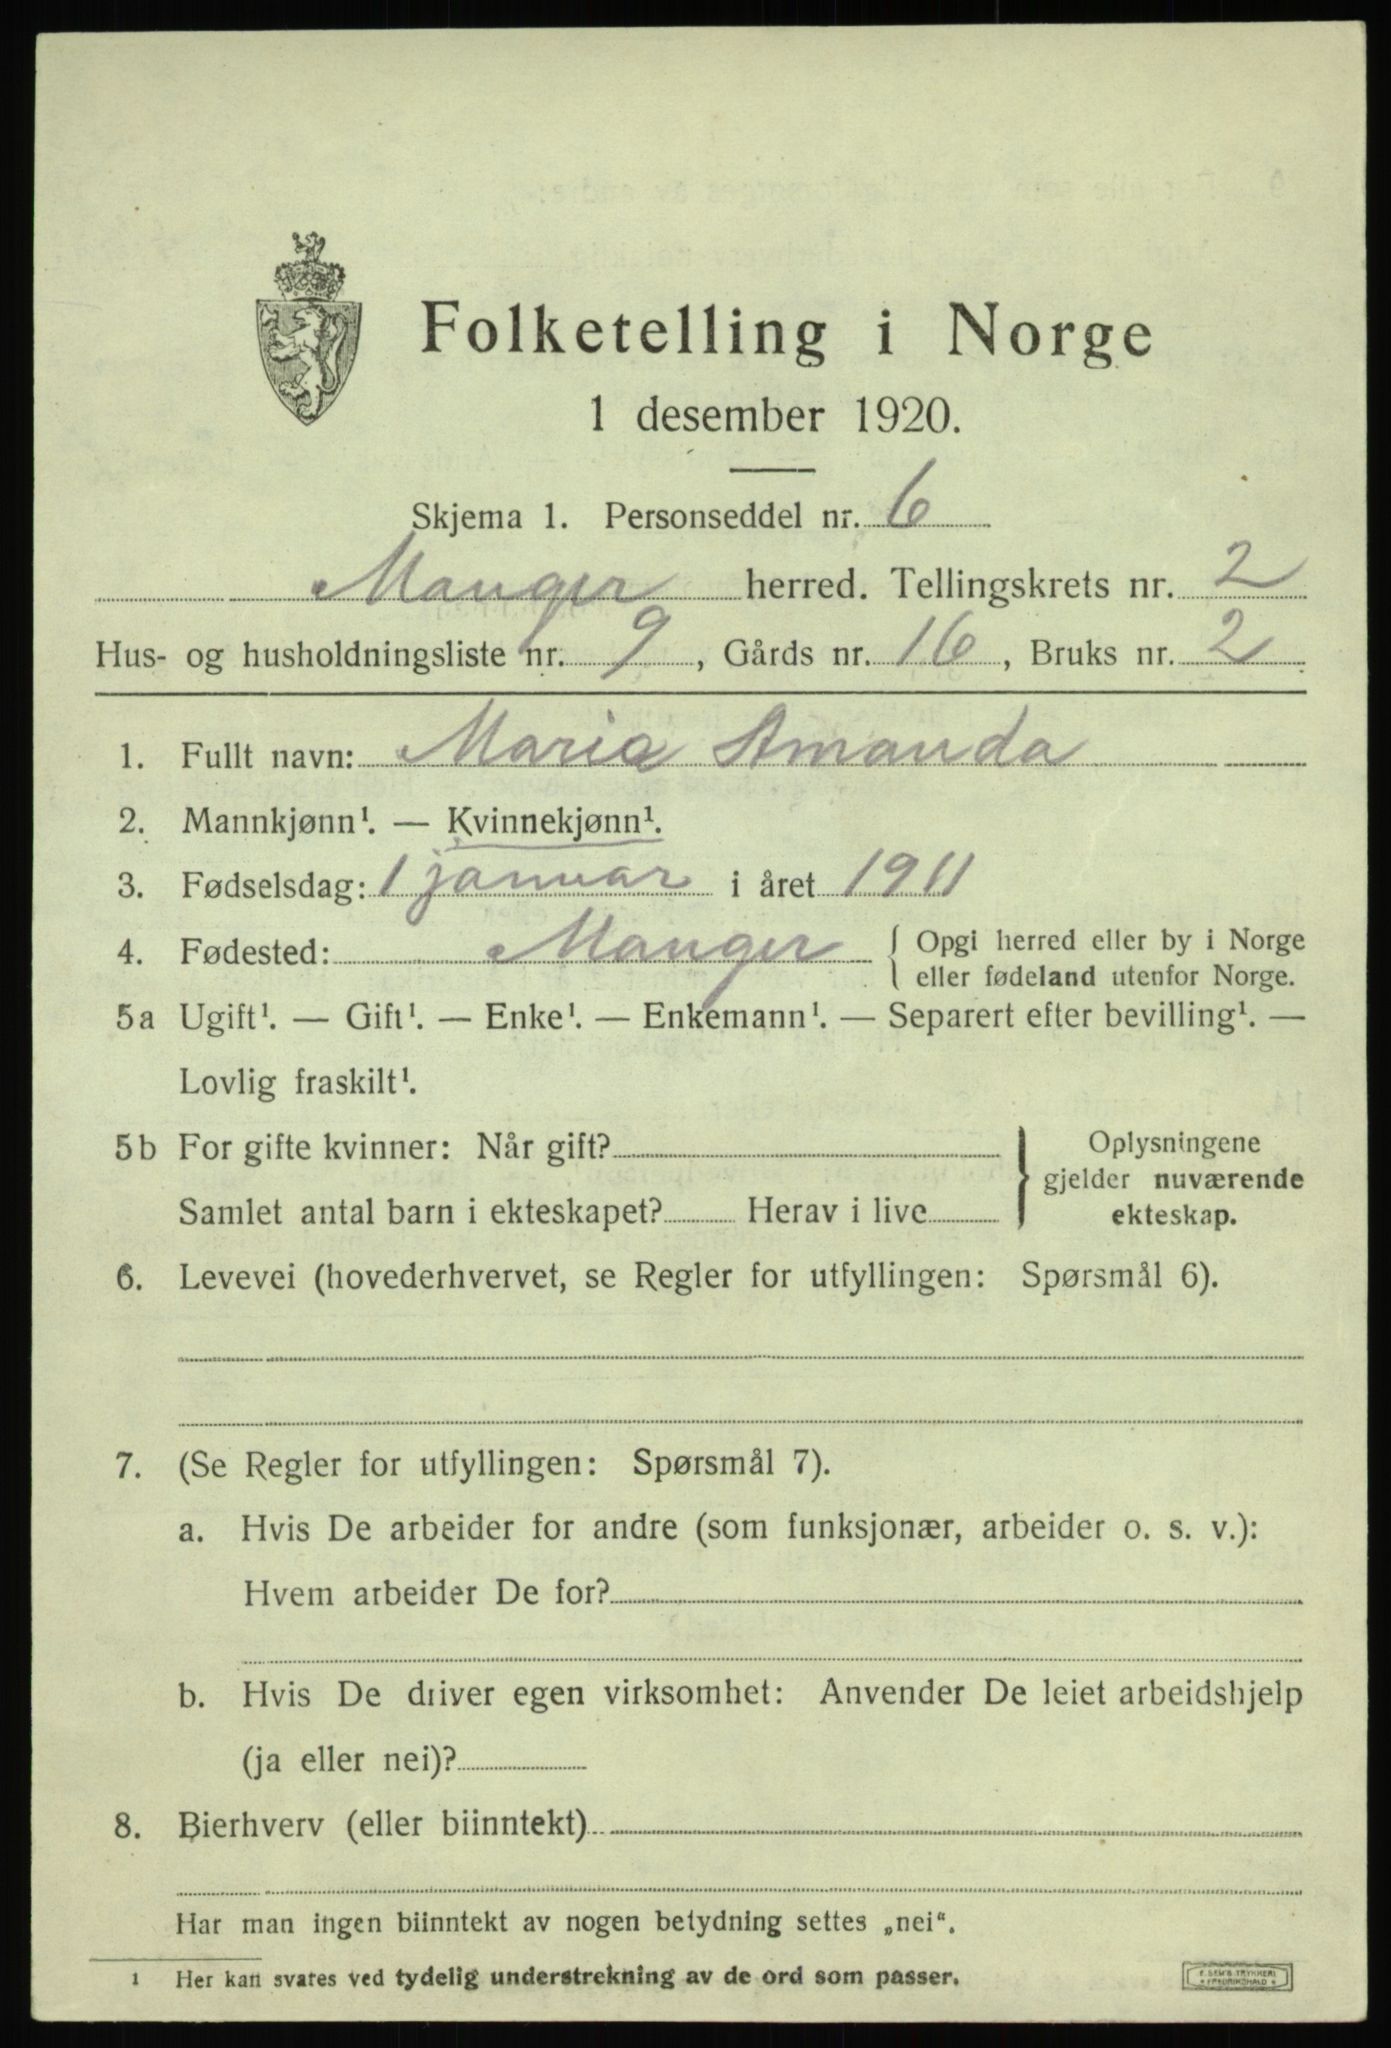 Folketelling i Norge
1 desember 1920.
Skjema 1. Personseddel nr. 6
Manger herred. Tellingskrets nr. 2
Hus- og husholdningsliste nr. 9, Gårds nr. 16, Bruks nr. 2
1. Fullt navn: Maria Amanda
2. Mannkjønn¹. — Kvinnekjønn¹.
3. Fødselsdag: 1 januar i året 1911
4. Fødested: Manger { Opgi herred eller by i Norge
eller fødeland utenfor Norge.
5a Ugift¹. — Gift¹. — Enke¹. — Enkemann¹. — Separert efter bevilling¹. —
Lovlig fraskilt¹.
5b For gifte kvinner: Når gift?
Samlet antal barn i ekteskapet? Herav i live
} Oplysningene
gjelder nuværende
ekteskap.
6. Levevei (hovederhvervet, se Regler for utfyllingen: Spørsmål 6).
7. (Se Regler for utfyllingen: Spørsmål 7).
a. Hvis De arbeider for andre (som funksjonær, arbeider o. s. v.):
Hvem arbeider De for?
b. Hvis De driver egen virksomhet: Anvender De leiet arbeidshjelp
(ja eller nei)?
8. Bierhverv (eller biinntekt)
Har man ingen biinntekt av nogen betydning settes „nei“.
¹ Her kan svares ved tydelig understrekning av de ord som passer.
E. SEM'S TRYKKERI
FREDRIKSHALD